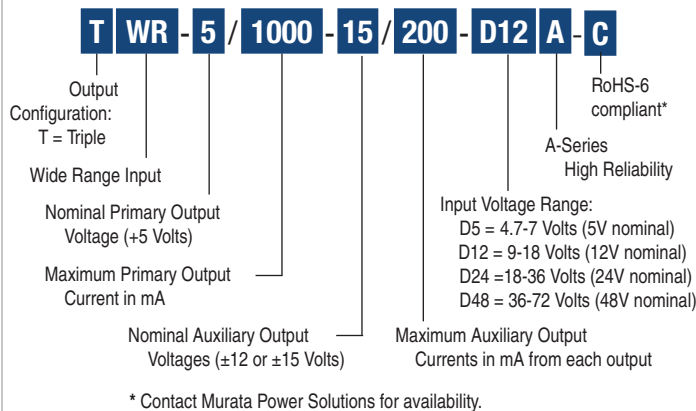 T WR - 5 / 1000 - 15 / 200 - D12 A - C
Output
Configuration:
T = Triple
Wide Range Input
Nominal Primary Output
Voltage (+5 Volts)
Maximum Primary Output
Current in mA
Nominal Auxiliary Output
Voltages (±12 or ±15 Volts)
Maximum Auxiliary Output
Currents in mA from each output
Input Voltage Range:
D5 = 4.7-7 Volts (5V nominal)
D12 = 9-18 Volts (12V nominal)
D24 =18-36 Volts (24V nominal)
D48 = 36-72 Volts (48V nominal)
A-Series
High Reliability
RoHS-6
compliant*
* Contact Murata Power Solutions for availability.